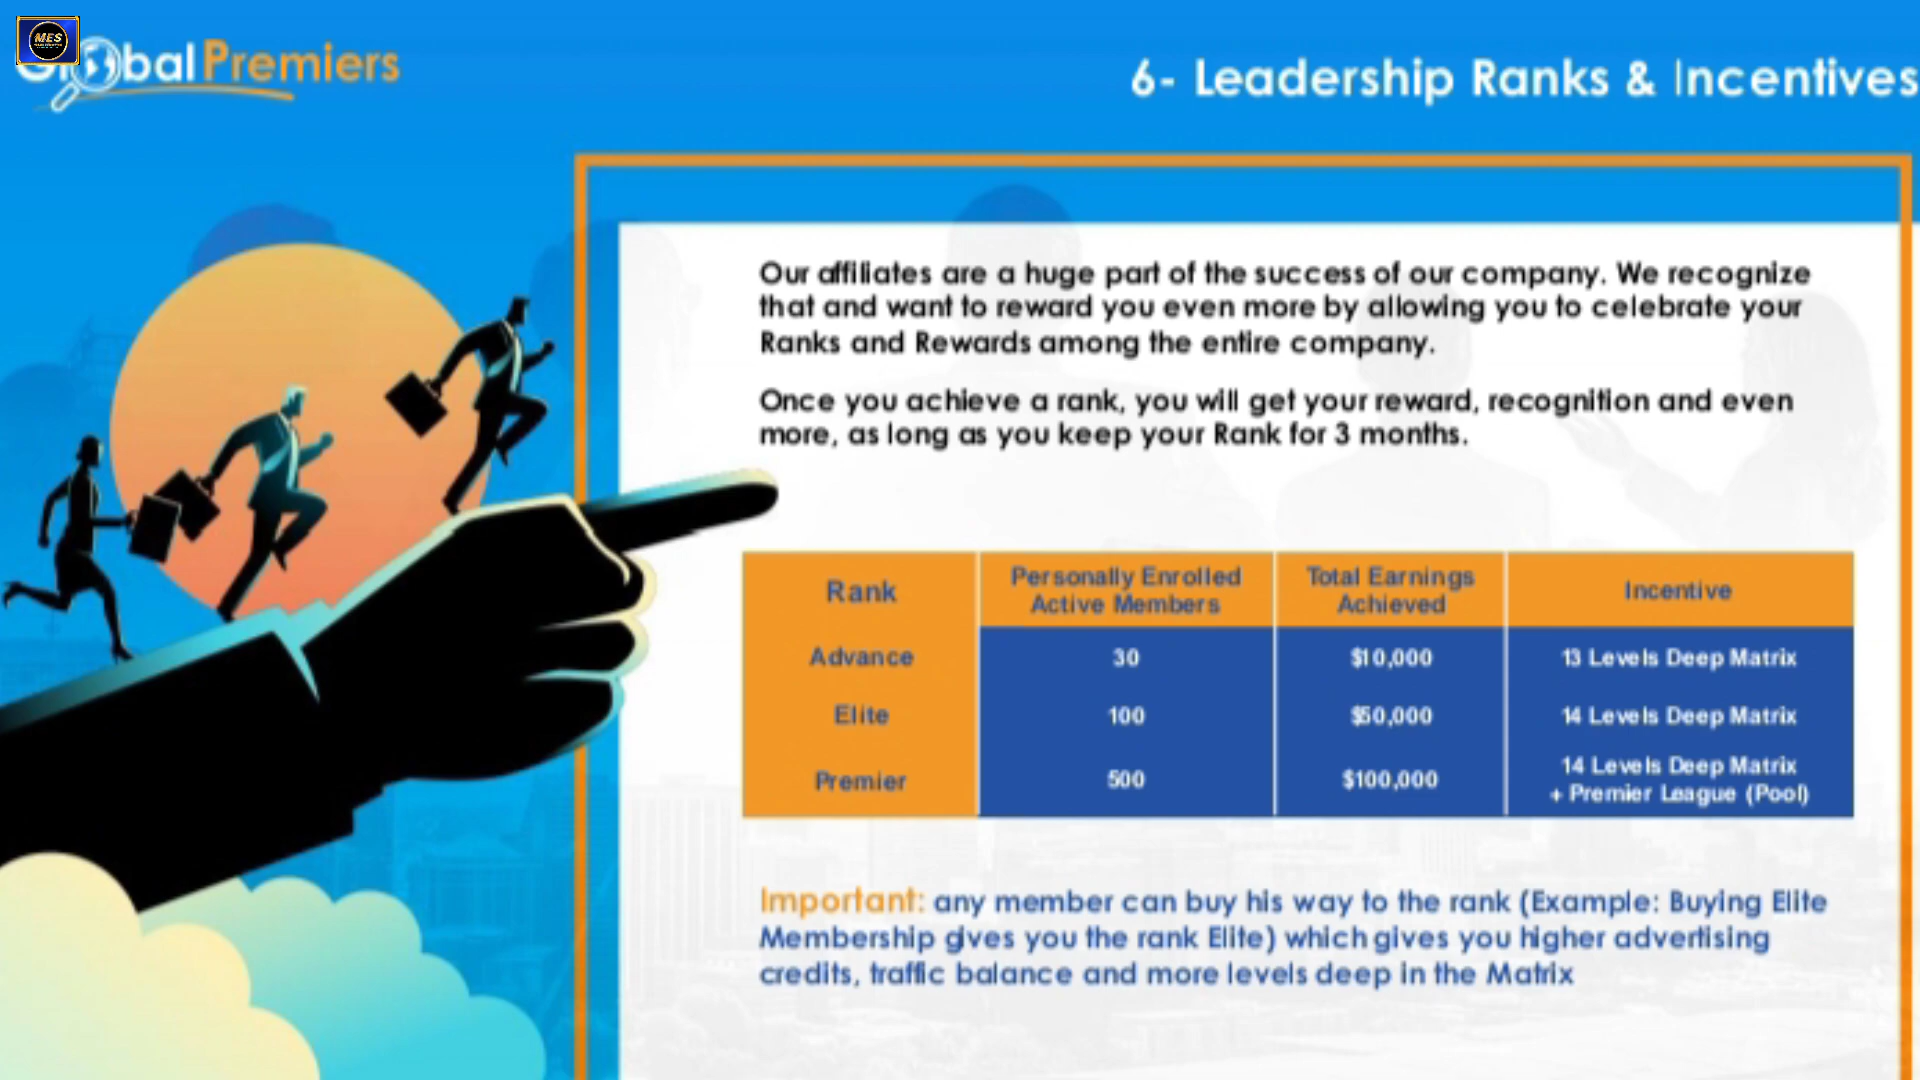 MES
Global Premiers
6- Leadership Ranks & Incentives
Our affiliates are a huge part of the success of our company. We recognize
that and want to reward you even more by allowing you to celebrate your
Ranks and Rewards among the entire company.
Once you achieve a rank, you will get your reward, recognition and even
more, as long as you keep your Rank for 3 months.
Rank
Personally Enrolled
Active Members
Total Earnings
Achieved
Incentive
Advance
30
$10,000
13 Levels Deep Matrix
Elite
100
$50,000
14 Levels Deep Matrix
Premier
500
$100,000
14 Levels Deep Matrix
+ Premier League (Pool)
Important: any member can buy his way to the rank (Example: Buying Elite
Membership gives you the rank Elite) which gives you higher advertising
credits, traffic balance and more levels deep in the Matrix